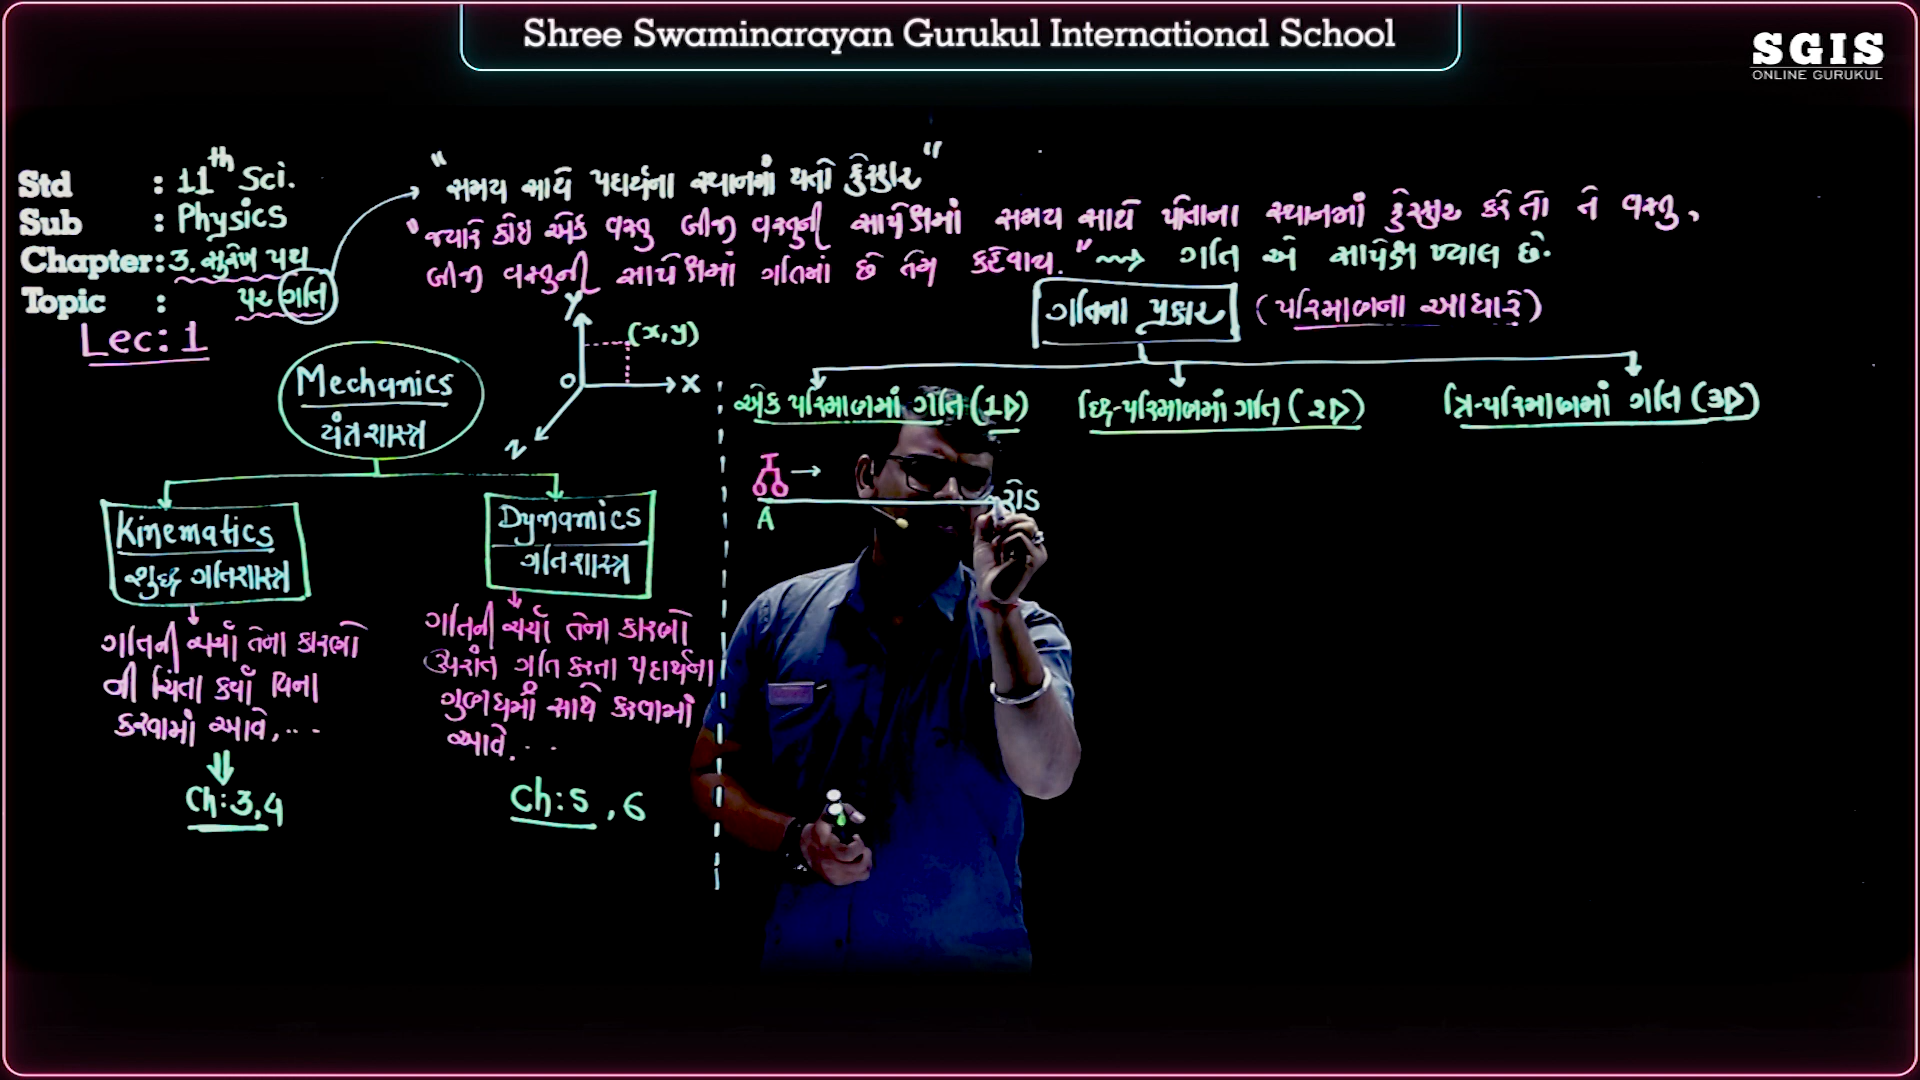 Shree Swaminarayan Gurukul International School
SGIS
ONLINE GURUKUL
Std : 11th Sci.
Sub : Physics
Chapter: 3. સુરેખ પથ
Topic : પર ગતિ
Lec: 1
"સમય સાથે પદાર્થના સ્થાનમાં થતો ફેરફાર"
"જ્યારે કોઇ એક વસ્તુ બીજી વસ્તુની સાપેક્ષમાં સમય સાથે પોતાના સ્થાનમાં ફેરફાર કરે તો તે વસ્તુ,
બીજી વસ્તુની સાપેક્ષમાં ગતિમાં છે તેમ કહેવાય." ગતિ એ સાપેક્ષ ખ્યાલ છે.
ગતિના પ્રકાર (પરિમાણના આધારે)
Y
(x,y)
O
X
Z
Mechanics
યંત્રશાસ્ત્ર
Kinematics
શુદ્ધ ગતિશાસ્ત્ર
ગતિની ચર્ચા તેના કારણો
ની ચિંતા કર્યા વિના
કરવામાં આવે,...
Ch:3,4
Dynamics
ગતિશાસ્ત્ર
ગતિની ચર્ચા તેના કારણો
ઉપરાંત ગતિ કરતા પદાર્થના
ગુણધર્મો સાથે કરવામાં
આવે...
Ch:5,6
એક પરિમાણમાં ગતિ (1D)
દ્વિ-પરિમાણમાં ગતિ (2D)
ત્રિ-પરિમાણમાં ગતિ (3D)
A
રોડ